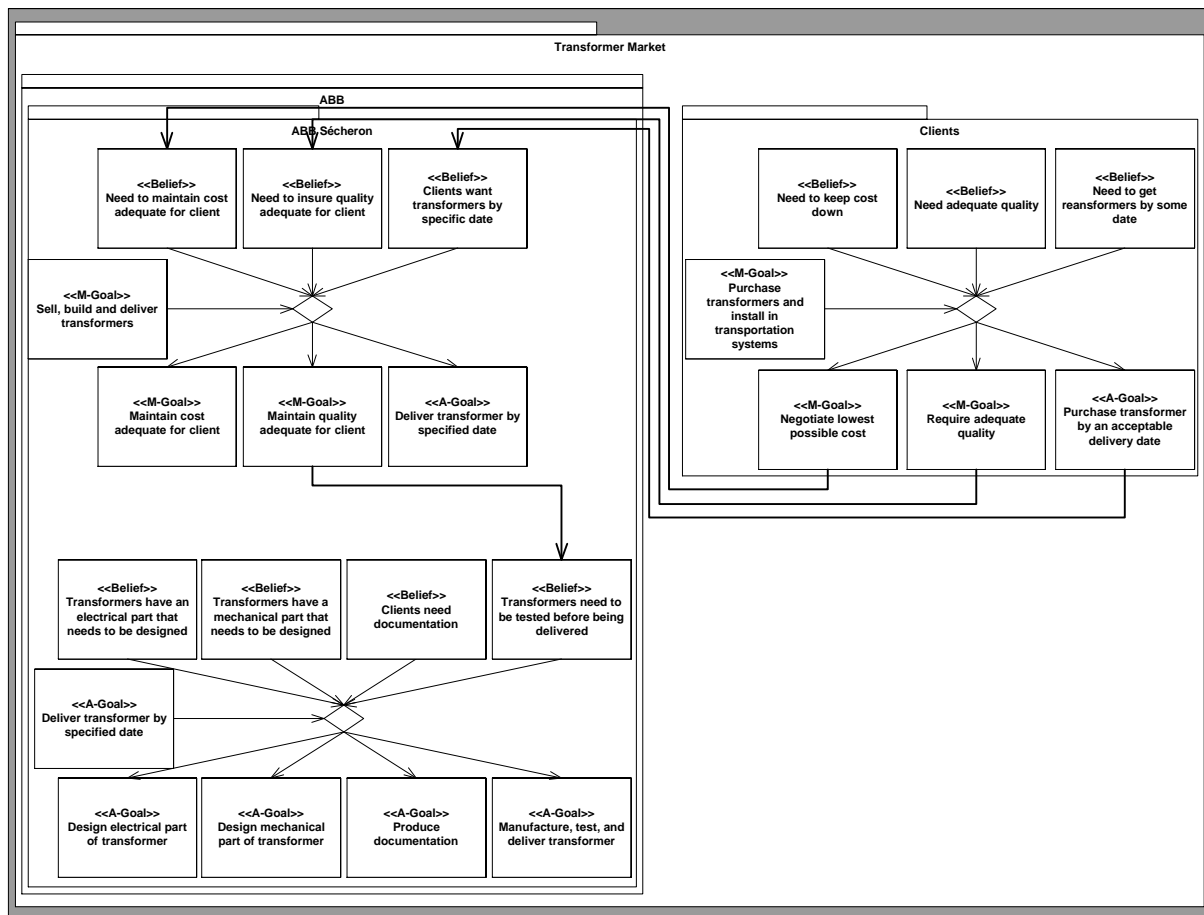 Transformer Market
ABB
ABB Sécheron
Clients
<<Belief>>
Need to maintain cost
adequate for client
<<Belief>>
Need to insure quality
adequate for client
<<Belief>>
Clients want
transformers by
specific date
<<Belief>>
Need to keep cost
down
<<Belief>>
Need adequate quality
<<Belief>>
Need to get
reansformers by some
date
<<M-Goal>>
Sell, build and deliver
transformers
<<M-Goal>>
Purchase
transformers and
install in
transportation
systems
<<M-Goal>>
Maintain cost
adequate for client
<<M-Goal>>
Maintain quality
adequate for client
<<A-Goal>>
Deliver transformer by
specified date
<<M-Goal>>
Negotiate lowest
possible cost
<<M-Goal>>
Require adequate
quality
<<A-Goal>>
Purchase transformer
by an acceptable
delivery date
<<Belief>>
Transformers have an
electrical part that
needs to be designed
<<Belief>>
Transformers have a
mechanical part that
needs to be designed
<<Belief>>
Clients need
documentation
<<Belief>>
Transformers need to
be tested before being
delivered
<<A-Goal>>
Deliver transformer by
specified date
<<A-Goal>>
Design electrical part
of transformer
<<A-Goal>>
Design mechanical
part of transformer
<<A-Goal>>
Produce
documentation
<<A-Goal>>
Manufacture, test, and
deliver transformer